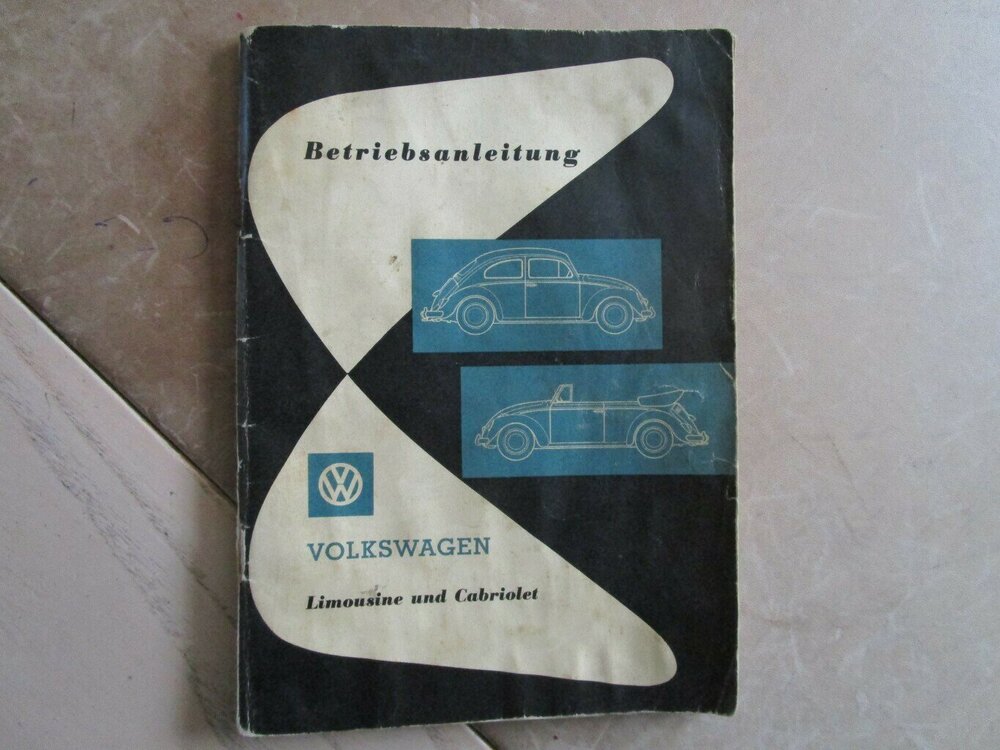 Betriebsanleitung
VW
VOLKSWAGEN
Limousine und Cabriolet